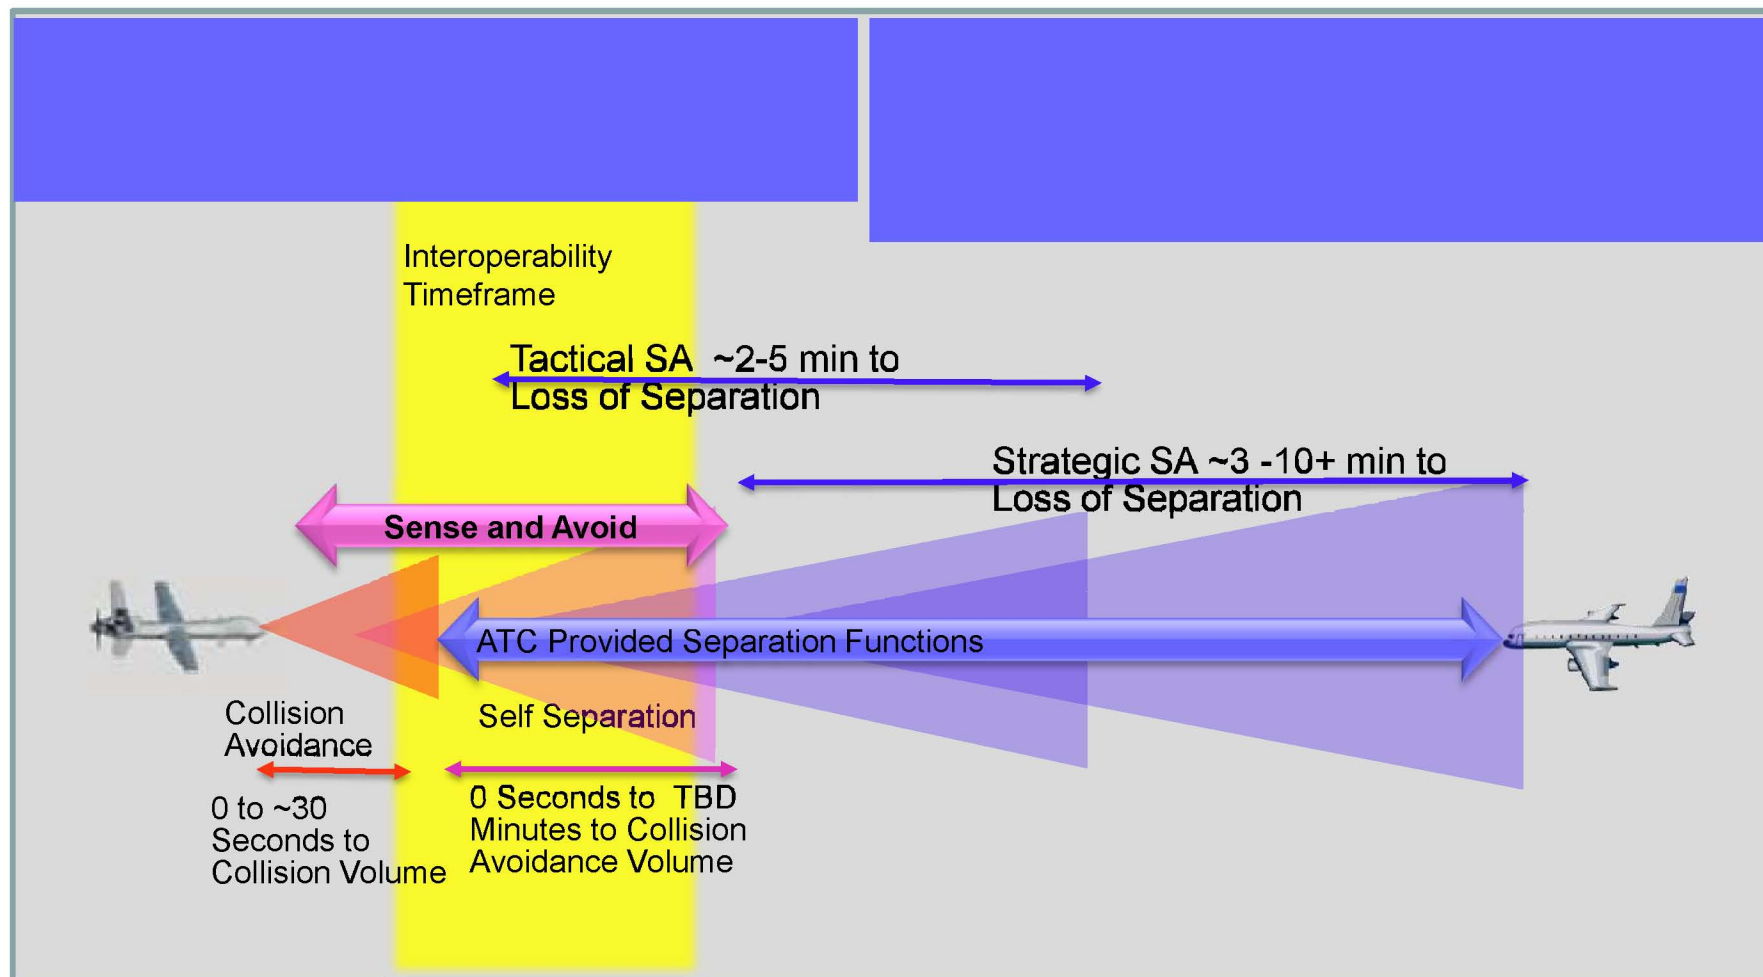 Interoperability
Timeframe
Tactical SA ~2-5 min to
Loss of Separation
Strategic SA ~3 -10+ min to
Loss of Separation
Sense and Avoid
ATC Provided Separation Functions
Collision
Avoidance
Self Separation
0 to ~30
Seconds to
Collision Volume
0 Seconds to TBD
Minutes to Collision
Avoidance Volume